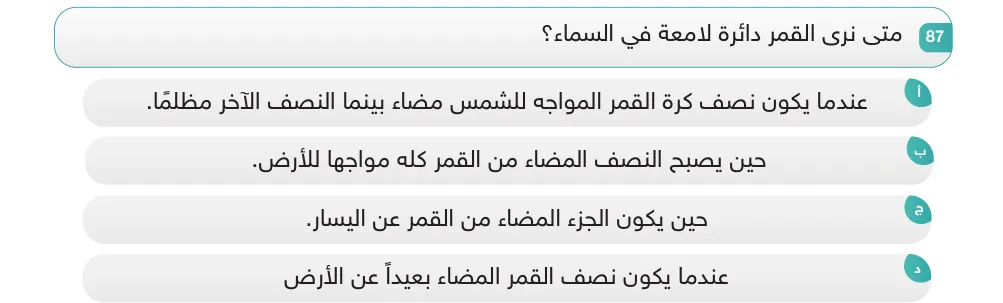 87 متى نرى القمر دائرة لامعة في السماء؟
أ عندما يكون نصف كرة القمر المواجه للشمس مضاء بينما النصف الآخر مظلمًا.
ب حين يصبح النصف المضاء من القمر كله مواجها للأرض.
ج حين يكون الجزء المضاء من القمر عن اليسار.
د عندما يكون نصف القمر المضاء بعيداً عن الأرض